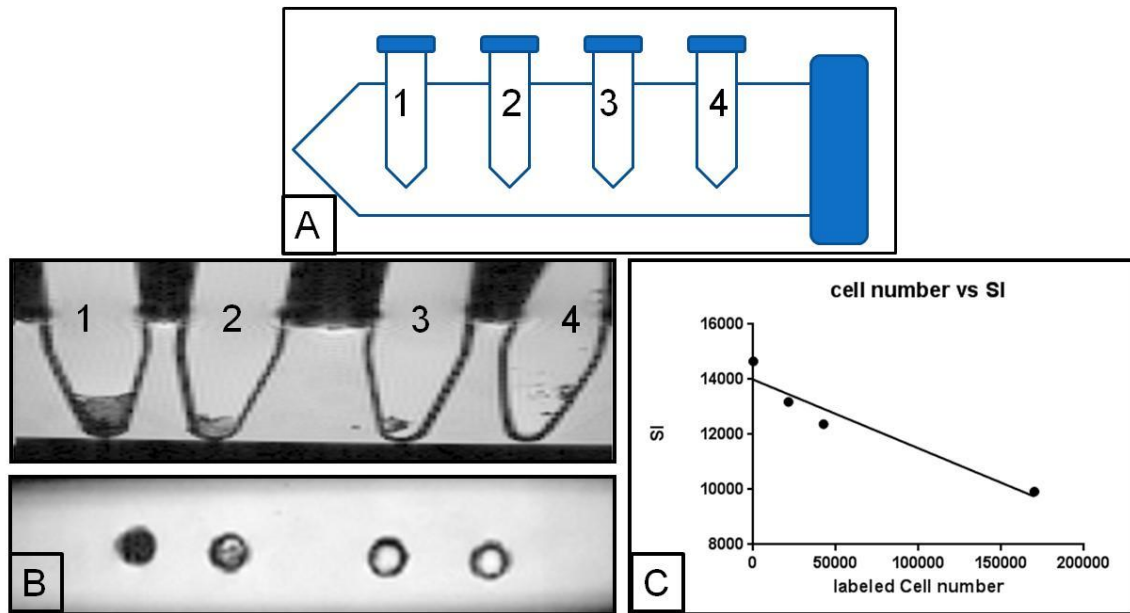 1 2 3 4
A
1 2 3 4
B
cell number vs SI
16000
14000
12000
10000
8000
SI
0 50000 100000 150000 200000
labeled Cell number
C